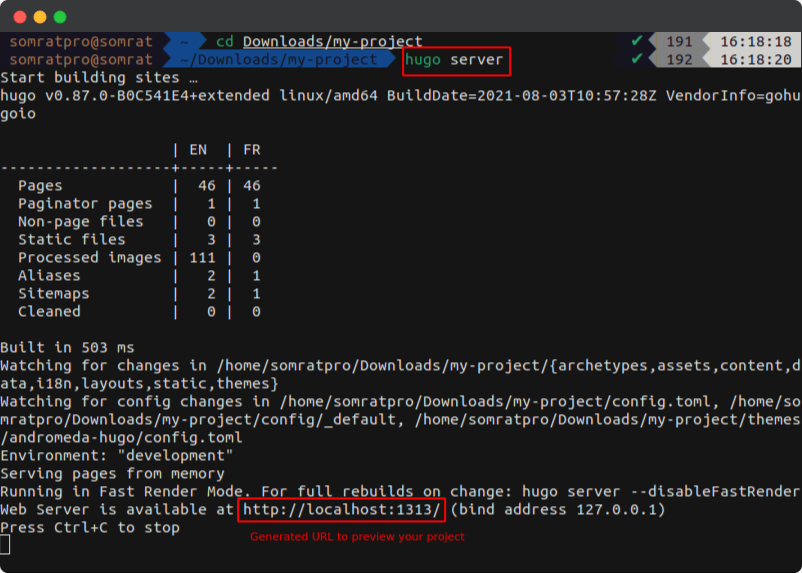 somratpro@somrat ~ cd Downloads/my-project ✔ 191 16:18:18
somratpro@somrat ~/Downloads/my-project hugo server ✔ 192 16:18:20
Start building sites …
hugo v0.87.0-B0C541E4+extended linux/amd64 BuildDate=2021-08-03T10:57:28Z VendorInfo=gohu
goio
| EN | FR
-------------------+-----+-----
Pages | 46 | 46
Paginator pages | 1 | 1
Non-page files | 0 | 0
Static files | 3 | 3
Processed images | 111 | 0
Aliases | 2 | 1
Sitemaps | 2 | 1
Cleaned | 0 | 0
Built in 503 ms
Watching for changes in /home/somratpro/Downloads/my-project/{archetypes,assets,content,d
ata,i18n,layouts,static,themes}
Watching for config changes in /home/somratpro/Downloads/my-project/config.toml, /home/so
mratpro/Downloads/my-project/config/_default, /home/somratpro/Downloads/my-project/themes
/andromeda-hugo/config.toml
Environment: "development"
Serving pages from memory
Running in Fast Render Mode. For full rebuilds on change: hugo server --disableFastRender
Web Server is available at http://localhost:1313/ (bind address 127.0.0.1)
Press Ctrl+C to stop
Generated URL to preview your project